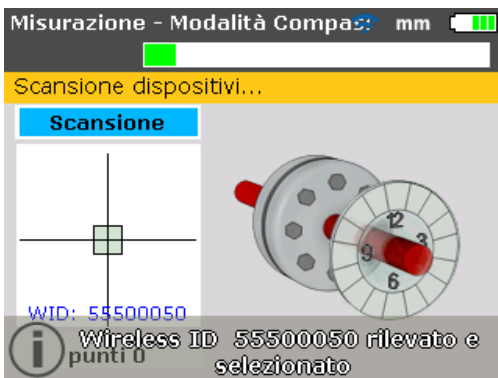 Misurazione - Modalità Compas
mm
Scansione dispositivi...
Scansione
12
3
9
6
WID: 55500050
punti 0
Wireless ID 55500050 rilevato e
selezionato